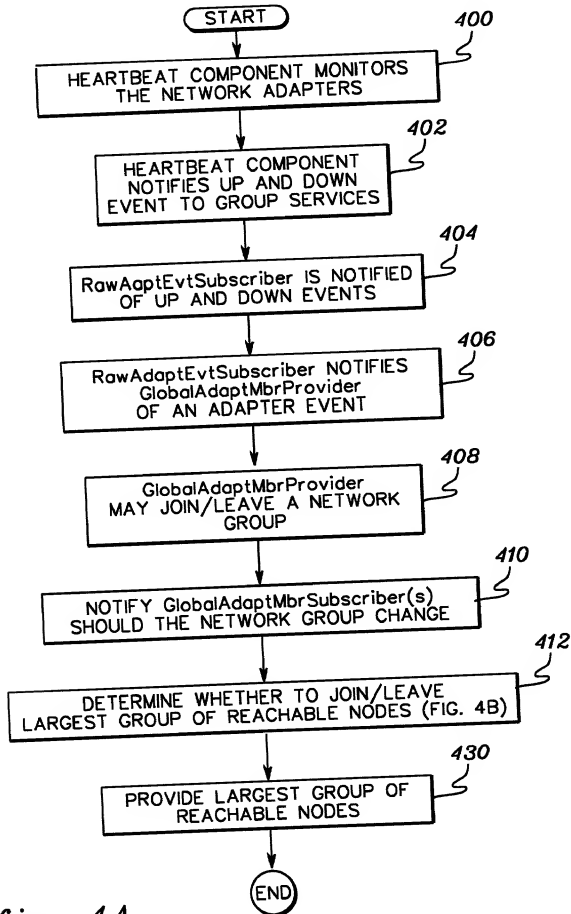 START
400
HEARTBEAT COMPONENT MONITORS
THE NETWORK ADAPTERS
402
HEARTBEAT COMPONENT
NOTIFIES UP AND DOWN
EVENT TO GROUP SERVICES
404
RawAaptEvtSubscriber IS NOTIFIED
OF UP AND DOWN EVENTS
406
RawAdaptEvtSubscriber NOTIFIES
GlobalAdaptMbrProvider
OF AN ADAPTER EVENT
408
GlobalAdaptMbrProvider
MAY JOIN/LEAVE A NETWORK
GROUP
410
NOTIFY GlobalAdaptMbrSubscriber(s)
SHOULD THE NETWORK GROUP CHANGE
412
DETERMINE WHETHER TO JOIN/LEAVE
LARGEST GROUP OF REACHABLE NODES (FIG. 4B)
430
PROVIDE LARGEST GROUP OF
REACHABLE NODES
END